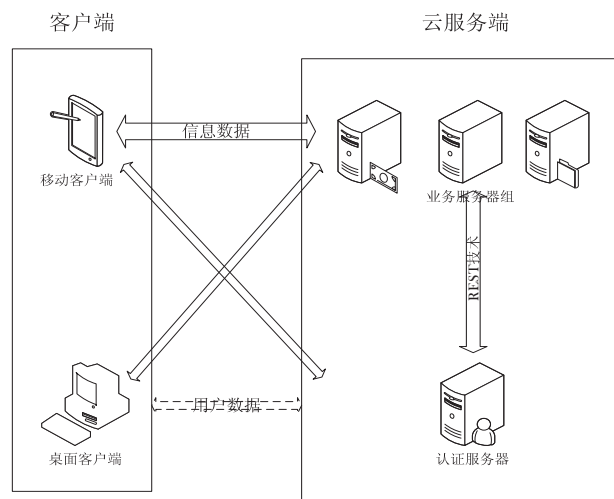 客户端
云服务端
信息数据
移动客户端
业务服务器组
REST技术
用户数据
桌面客户端
认证服务器